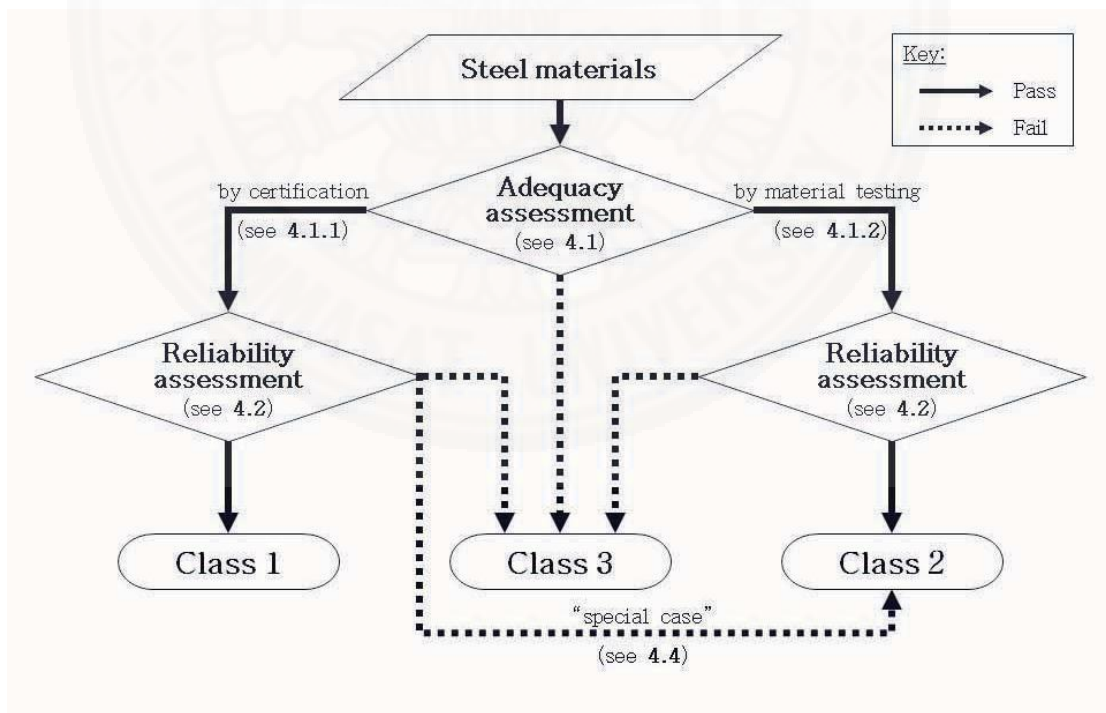 Steel materials
Key:
Pass
Fail
Adequacy
assessment
(see 4.1)
by certification
(see 4.1.1)
by material testing
(see 4.1.2)
Reliability
assessment
(see 4.2)
Reliability
assessment
(see 4.2)
Class 1
Class 3
Class 2
“special case”
(see 4.4)